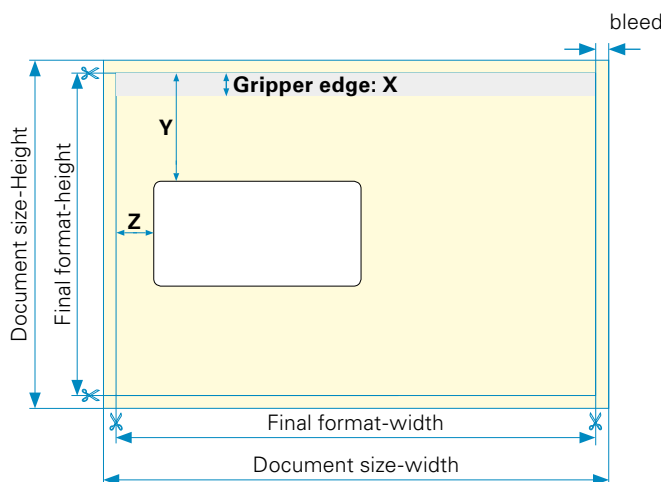 bleed
Gripper edge: X
Y
Z
Document size-Height
Final format-height
Final format-width
Document size-width